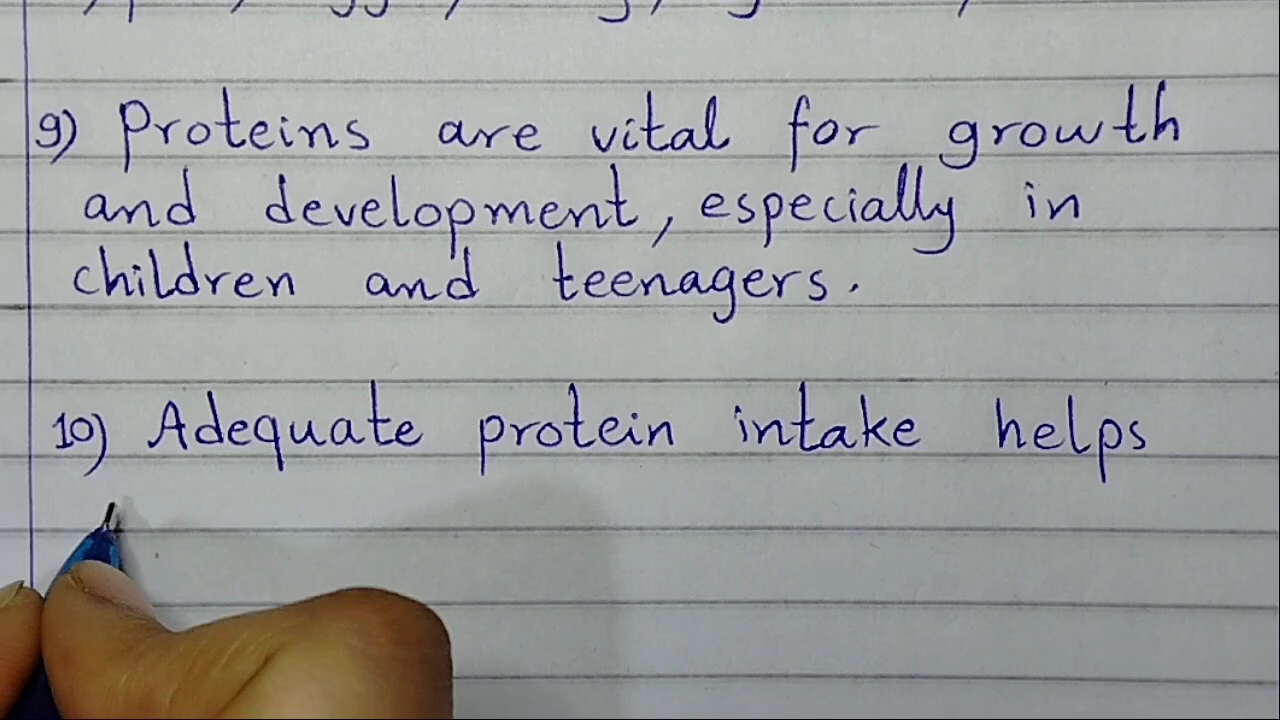 9) Proteins are vital for growth
and development, especially in
children and teenagers.
10) Adequate protein intake helps